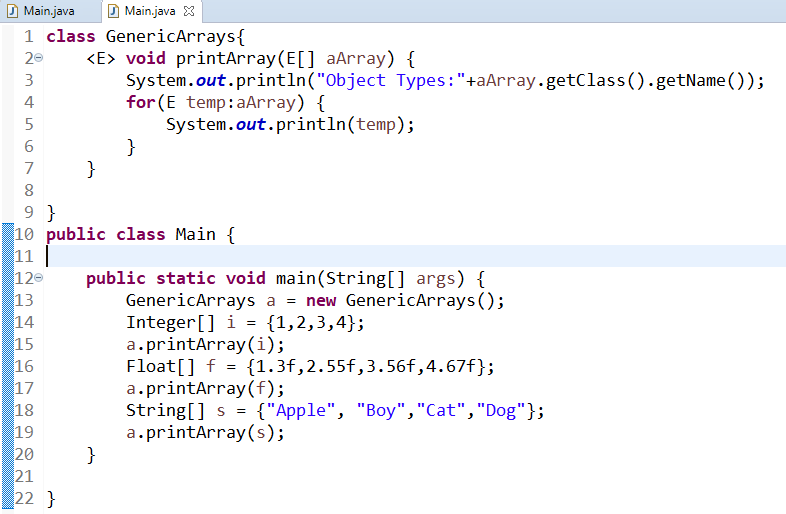 Main.java Main.java
1 class GenericArrays{
2 <E> void printArray(E[] aArray) {
3 System.out.println("Object Types:"+aArray.getClass().getName());
4 for(E temp:aArray) {
5 System.out.println(temp);
6 }
7 }
8
9 }
10 public class Main {
11
12 public static void main(String[] args) {
13 GenericArrays a = new GenericArrays();
14 Integer[] i = {1,2,3,4};
15 a.printArray(i);
16 Float[] f = {1.3f,2.55f,3.56f,4.67f};
17 a.printArray(f);
18 String[] s = {"Apple", "Boy","Cat","Dog"};
19 a.printArray(s);
20 }
21
22 }